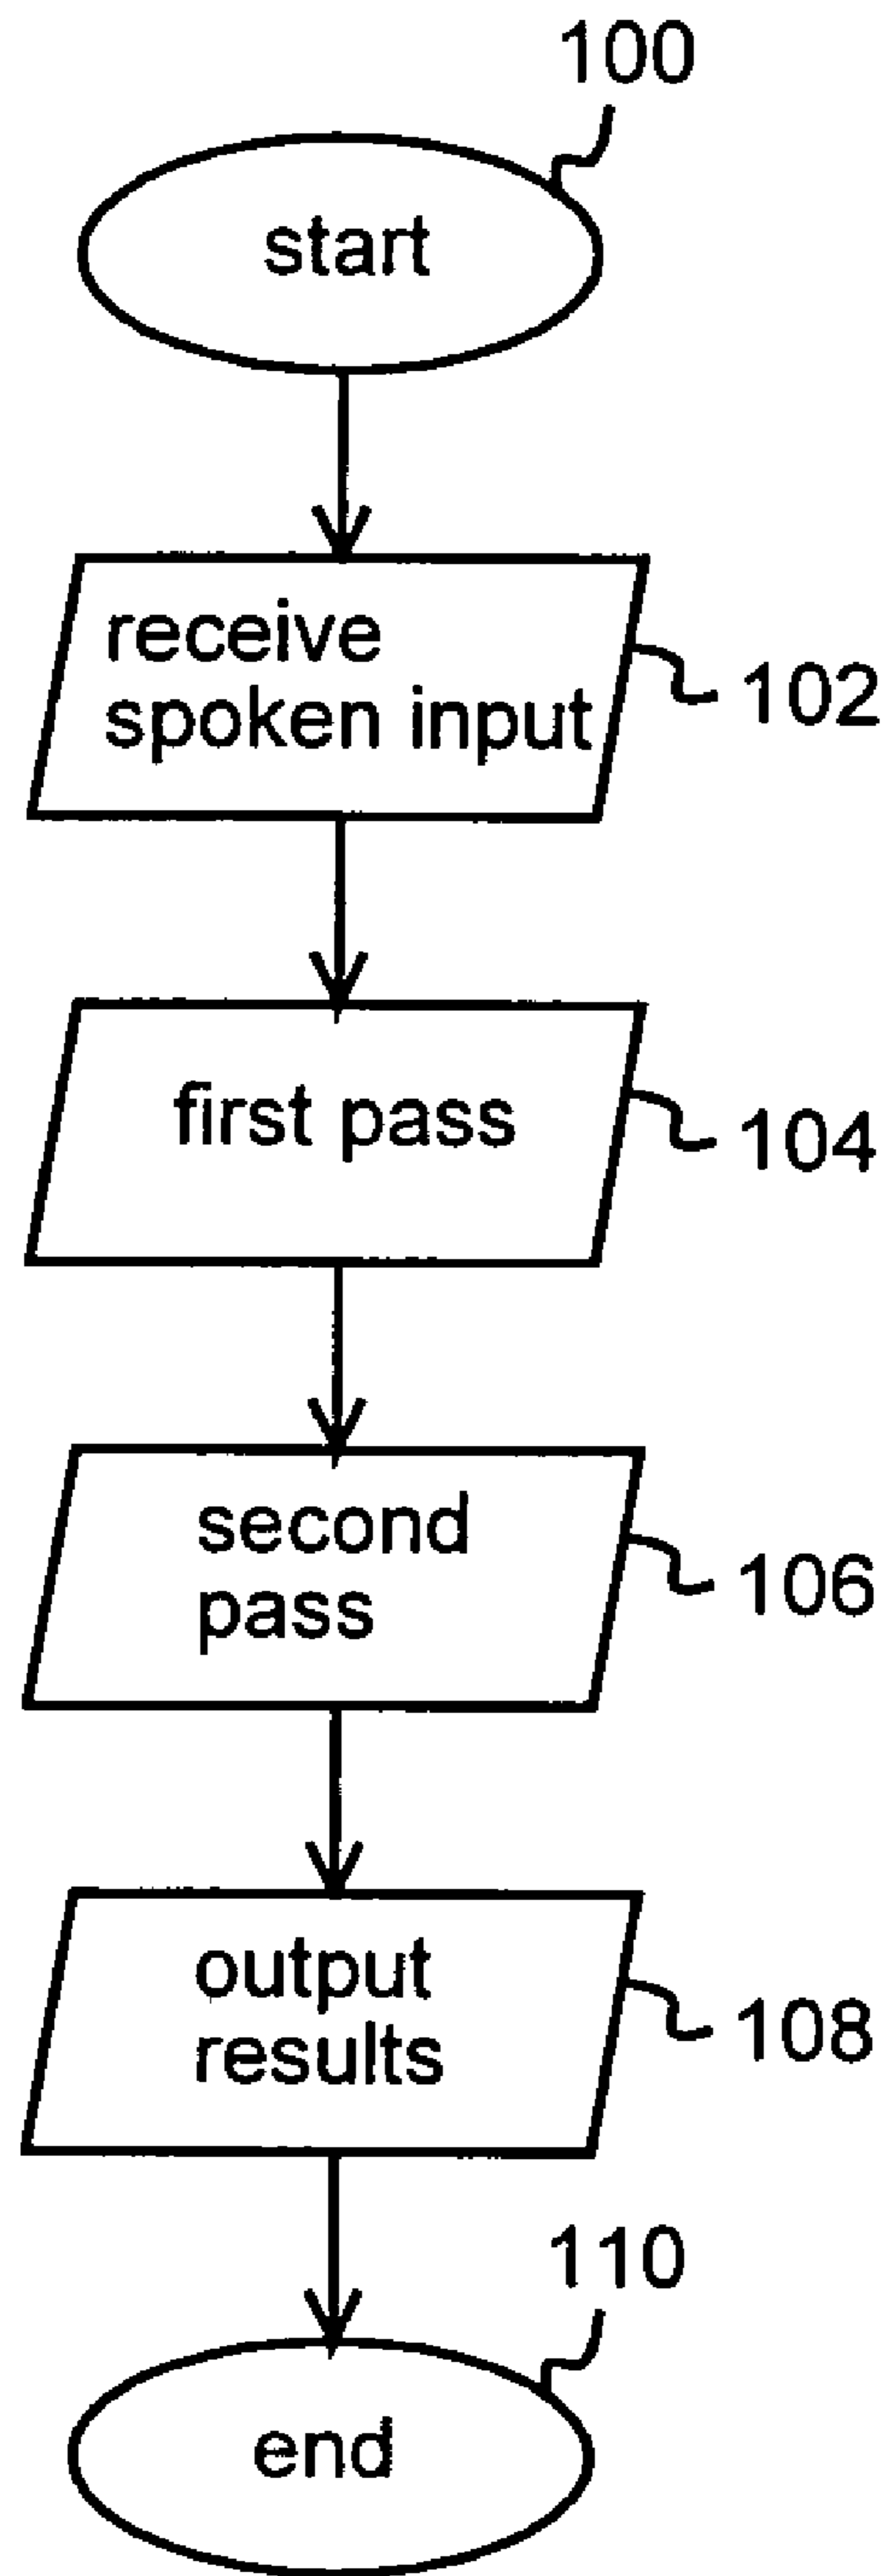 100
start
receive
spoken input
102
first pass
104
second
pass
106
output
results
108
110
end